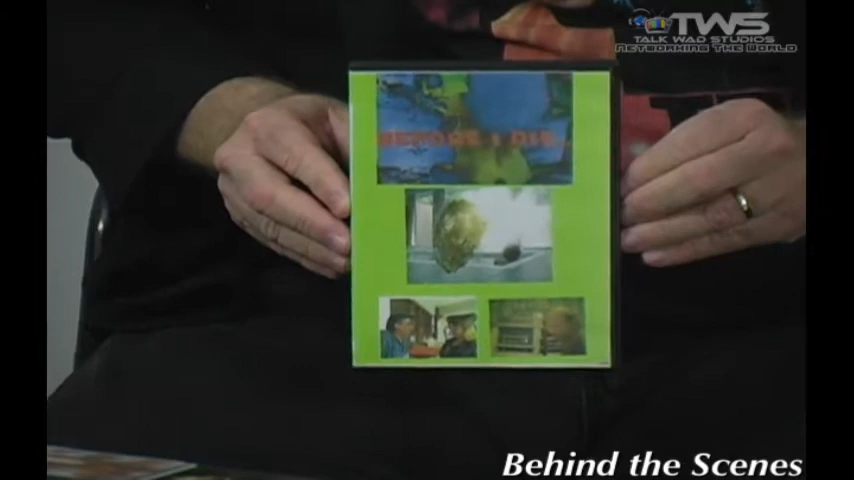 TWS
TALK WAD STUDIOS
NETWORKING THE WORLD
BEFORE I DIE
Behind the Scenes